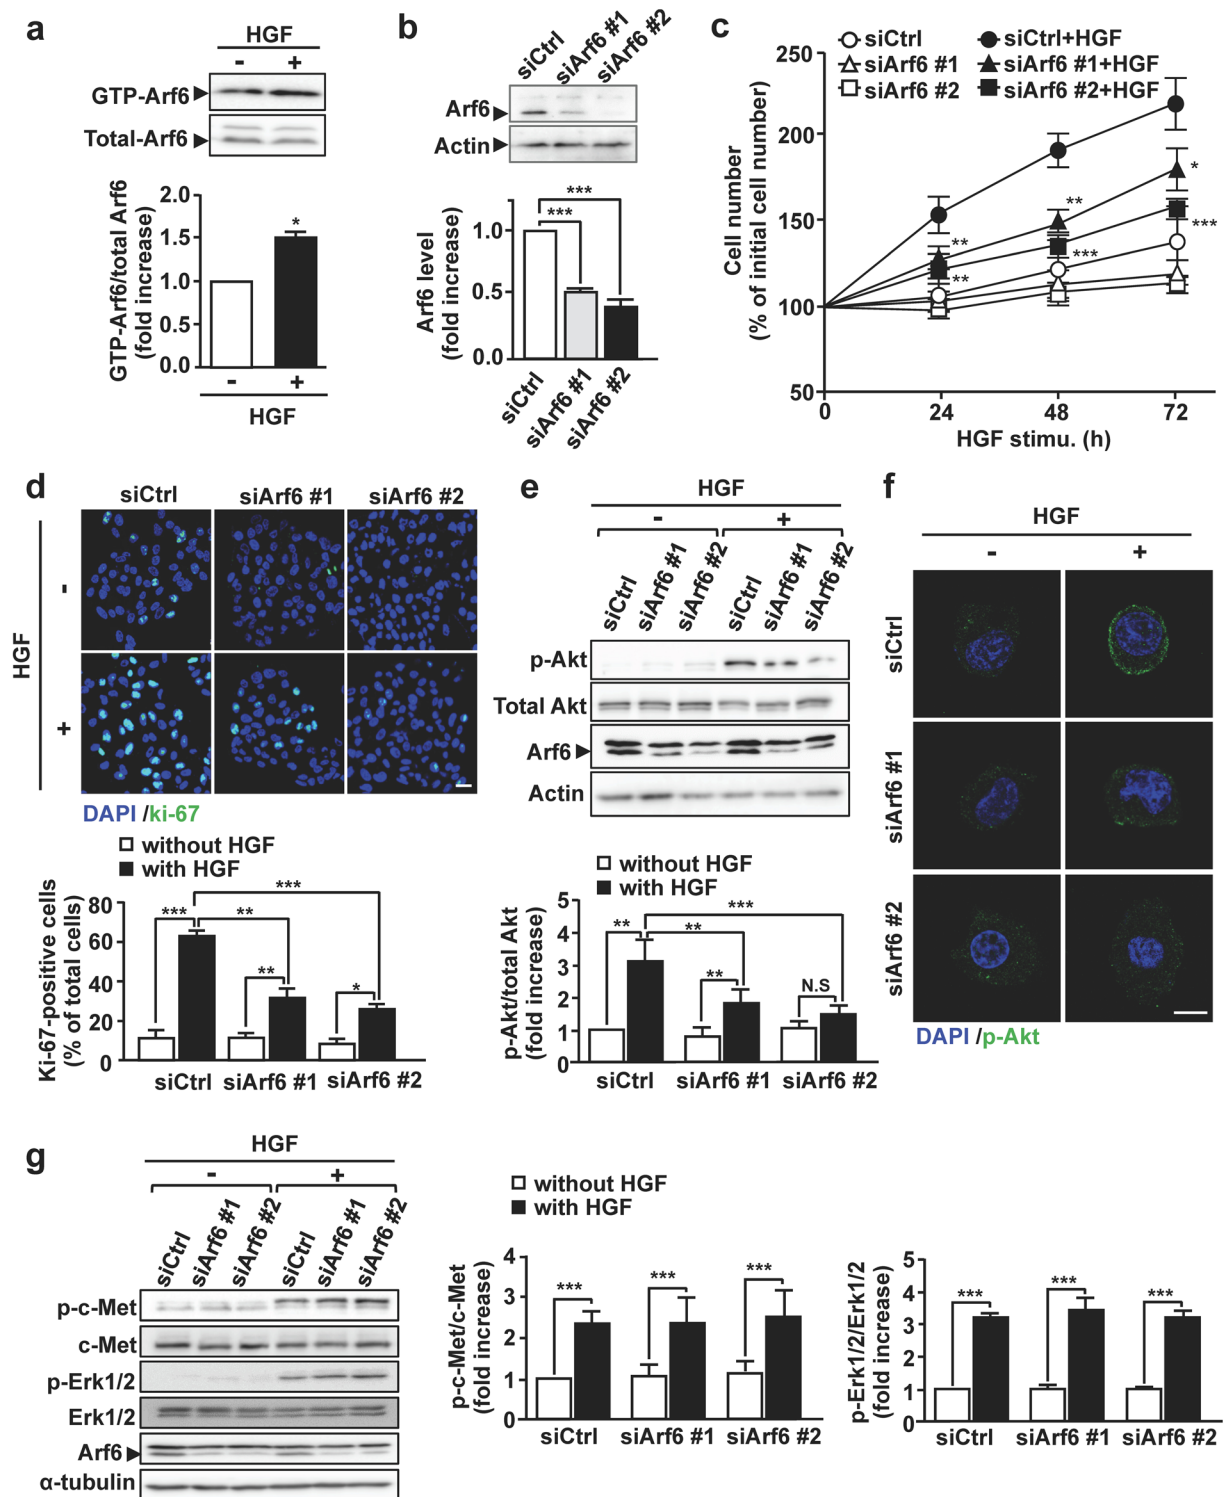 a
HGF
- +
GTP-Arf6
Total-Arf6
GTP-Arf6/total Arf6
(fold increase)
2.0
1.5
1.0
0.5
0.0
*
- +
HGF
b
siCtrl
siArf6 #1
siArf6 #2
Arf6
Actin
Arf6 level
(fold increase)
1.0
0.5
0.0
***
***
siCtrl
siArf6 #1
siArf6 #2
c
siCtrl
siArf6 #1
siArf6 #2
siCtrl+HGF
siArf6 #1+HGF
siArf6 #2+HGF
Cell number
(% of initial cell number)
250
200
150
100
50
**
**
**
***
*
***
0 24 48 72
HGF stimu. (h)
d
siCtrl siArf6 #1 siArf6 #2
HGF
-
+
DAPI /ki-67
without HGF
with HGF
Ki-67-positive cells
(% of total cells)
80
60
40
20
0
***
***
**
**
*
siCtrl siArf6 #1 siArf6 #2
e
HGF
- +
siCtrl
siArf6 #1
siArf6 #2
siCtrl
siArf6 #1
siArf6 #2
p-Akt
Total Akt
Arf6
Actin
without HGF
with HGF
p-Akt/total Akt
(fold increase)
5
4
3
2
1
0
***
**
**
**
N.S
siCtrl siArf6 #1 siArf6 #2
f
HGF
- +
siCtrl
siArf6 #1
siArf6 #2
DAPI /p-Akt
g
HGF
- +
siCtrl
siArf6 #1
siArf6 #2
siCtrl
siArf6 #1
siArf6 #2
p-c-Met
c-Met
p-Erk1/2
Erk1/2
Arf6
α-tubulin
without HGF
with HGF
p-c-Met/c-Met
(fold increase)
4
3
2
1
0
***
***
***
siCtrl siArf6 #1 siArf6 #2
p-Erk1/2/Erk1/2
(fold increase)
5
4
3
2
1
0
***
***
***
siCtrl siArf6 #1 siArf6 #2